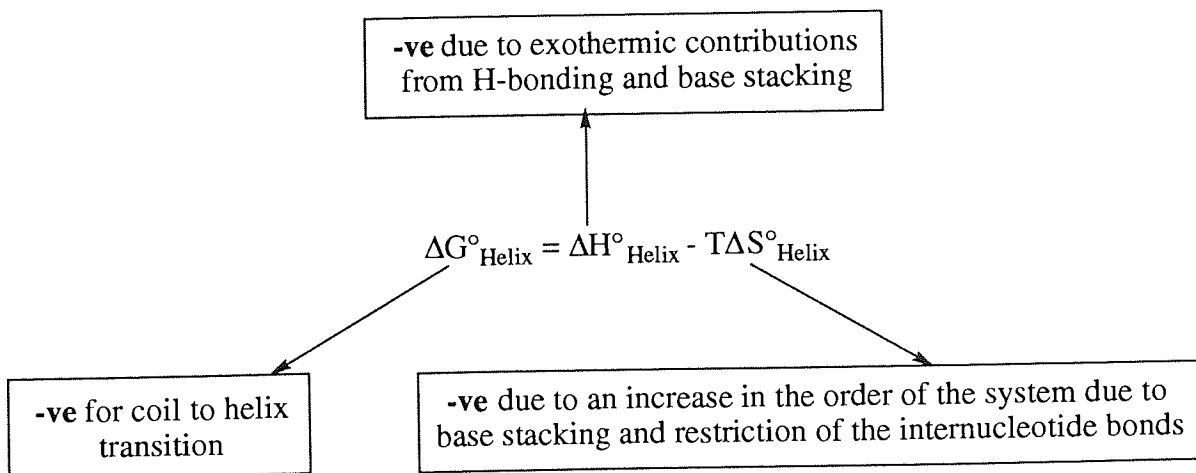 -ve due to exothermic contributions
from H-bonding and base stacking
ΔG°Helix = ΔH°Helix - TΔS°Helix
-ve for coil to helix
transition
-ve due to an increase in the order of the system due to
base stacking and restriction of the internucleotide bonds